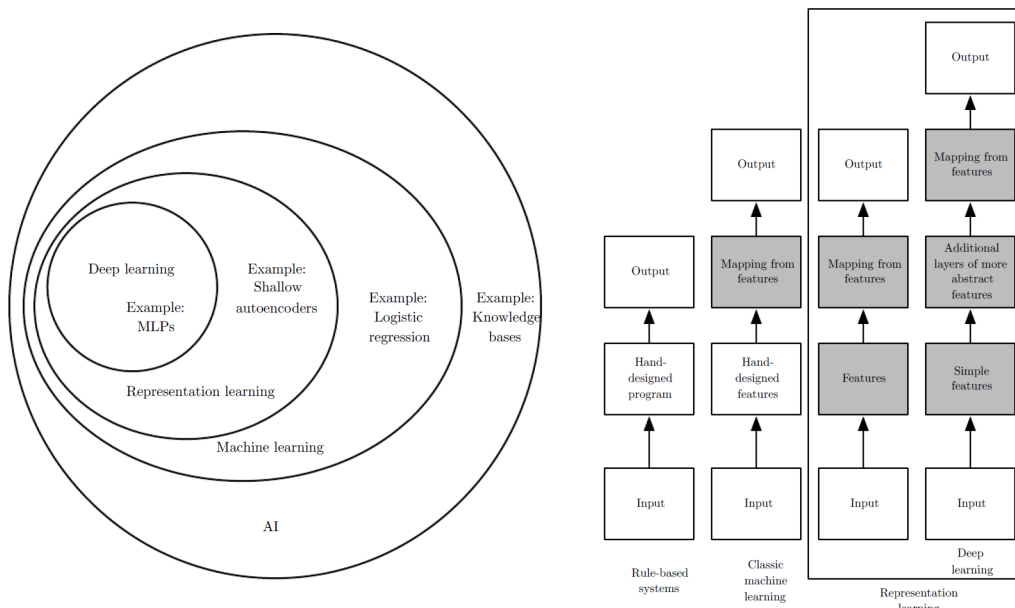 Deep learning
Example:
MLPs
Example:
Shallow
autoencoders
Example:
Logistic
regression
Example:
Knowledge
bases
Representation learning
Machine learning
AI
Output
Hand-
designed
program
Input
Rule-based
systems
Output
Mapping from
features
Hand-
designed
features
Input
Classic
machine
learning
Output
Mapping from
features
Features
Input
Output
Mapping from
features
Additional
layers of more
abstract
features
Simple
features
Input
Deep
learning
Representation
learning